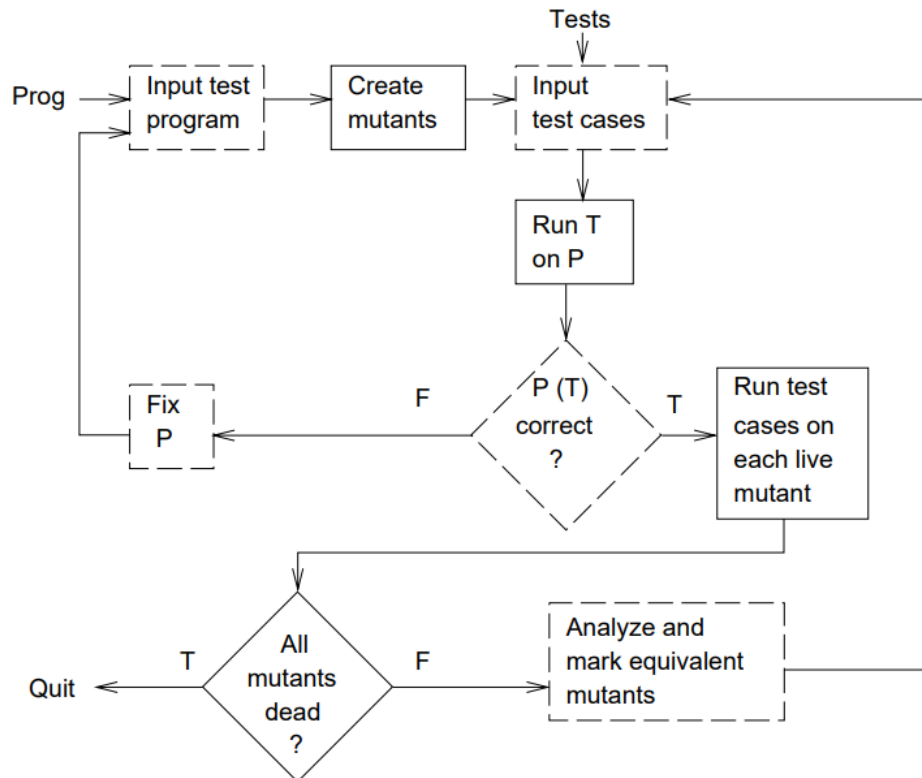 Tests
Prog
Input test
program
Create
mutants
Input
test cases
Run T
on P
P (T)
correct
?
F
T
Fix
P
Run test
cases on
each live
mutant
All
mutants
dead
?
T
F
Quit
Analyze and
mark equivalent
mutants